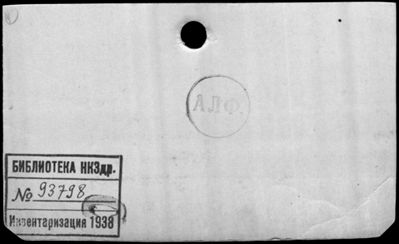 АЛФ.
БИБЛИОТЕКА НКЗдр.
№ 93798
Инвентаризация 1938